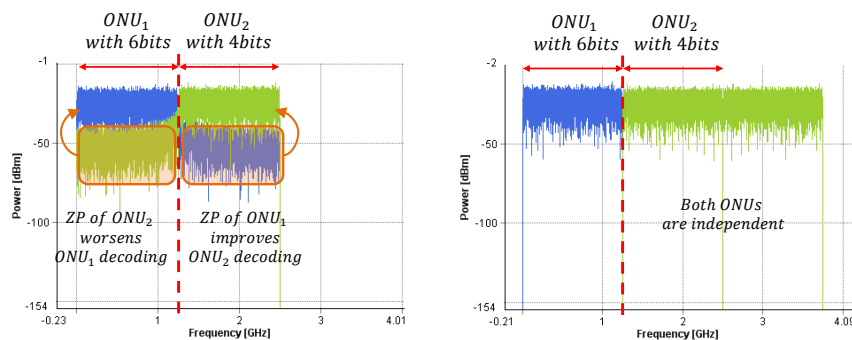 ONU₁ ONU₂
with 6bits with 4bits
-1
-50
-100
-154
Power [dBm]
ZP of ONU₂
worsens
ONU₁ decoding
ZP of ONU₁
improves
ONU₂ decoding
-0.23 1 3 4.01
Frequency [GHz]
ONU₁ ONU₂
with 6bits with 4bits
-2
-50
-100
-154
Power [dBm]
Both ONUs
are independent
-0.21 1 3 4.09
Frequency [GHz]